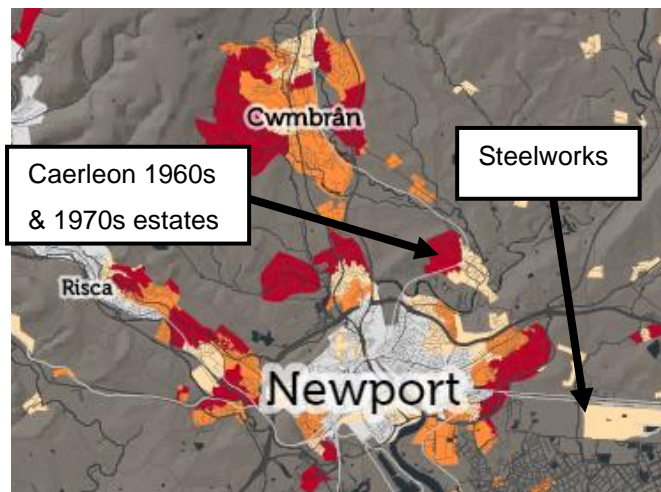 Cwmbrân
Caerleon 1960s
& 1970s estates
Steelworks
Risca
Newport